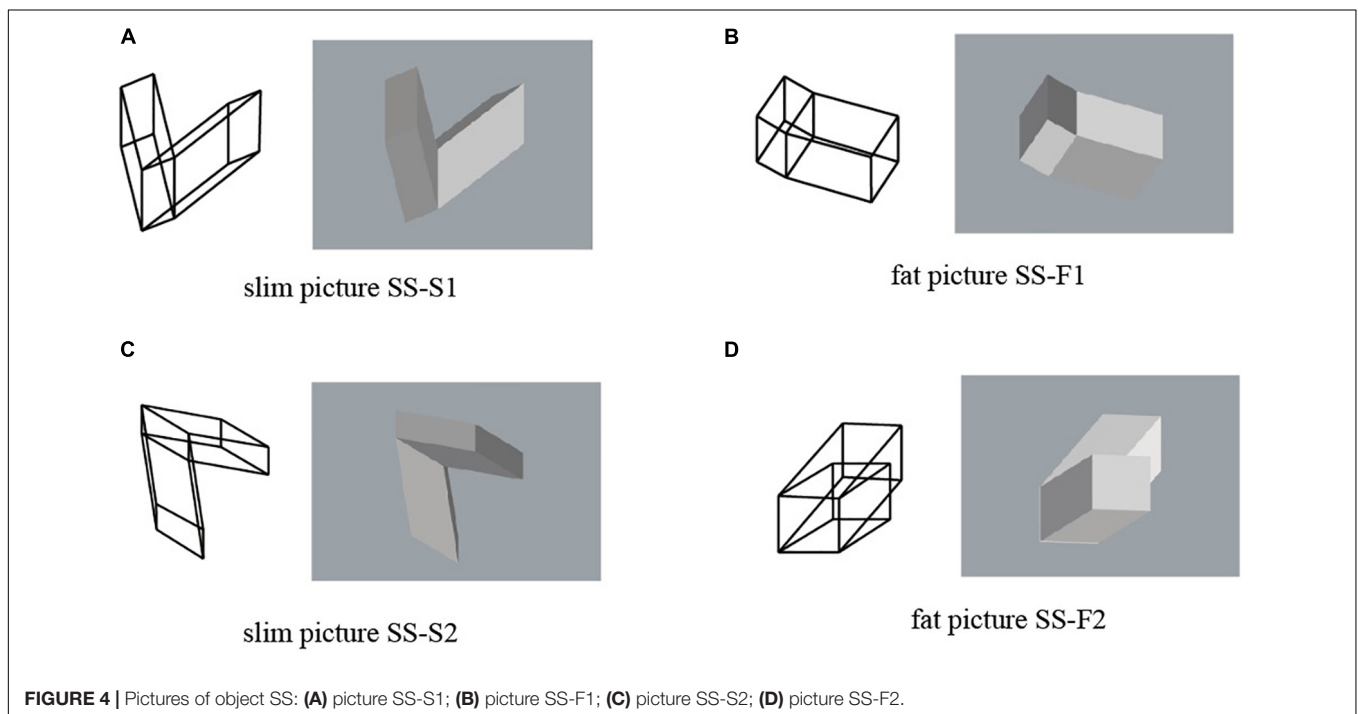 A
B
slim picture SS-S1
fat picture SS-F1
C
D
slim picture SS-S2
fat picture SS-F2
FIGURE 4 | Pictures of object SS: (A) picture SS-S1; (B) picture SS-F1; (C) picture SS-S2; (D) picture SS-F2.